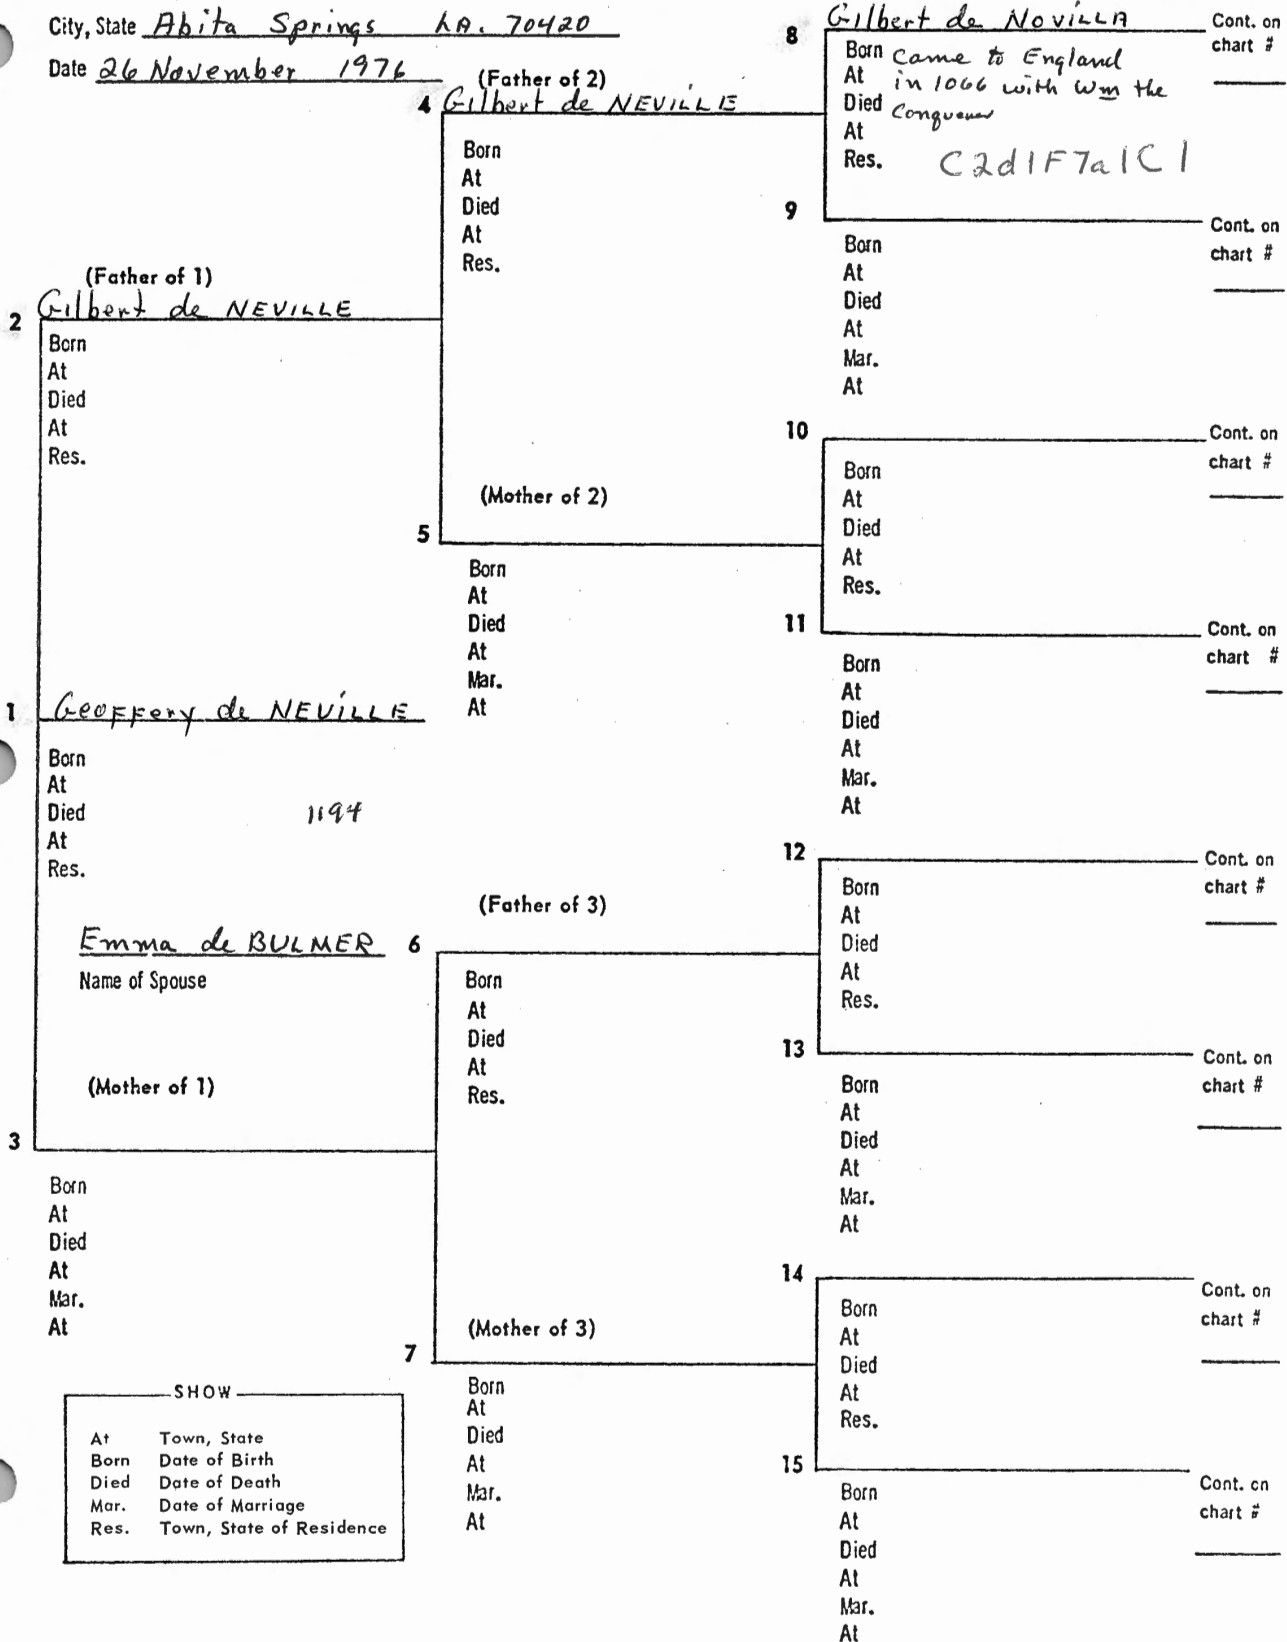 City, State Abita Springs LA. 70420
Date 26 November 1976
(Father of 1)
2 Gilbert de NEVILLE
Born
At
Died
At
Res.
1 Geoffery de NEVILLE
Born
At
Died 1194
At
Res.
Emma de BULMER
Name of Spouse
(Mother of 1)
3
Born
At
Died
At
Mar.
At
SHOW
At Town, State
Born Date of Birth
Died Date of Death
Mar. Date of Marriage
Res. Town, State of Residence
(Father of 2)
4 Gilbert de NEVILLE
Born
At
Died
At
Res.
(Mother of 2)
5
Born
At
Died
At
Mar.
At
(Father of 3)
6
Born
At
Died
At
Res.
(Mother of 3)
7
Born
At
Died
At
Mar.
At
8 Gilbert de NOVILLA
Cont. on
chart #
Born came to England
At in 1066 with Wm the
Died Conqueror
At
Res. C2d1F7a1C1
9
Cont. on
chart #
Born
At
Died
At
Mar.
At
10
Cont. on
chart #
Born
At
Died
At
Res.
11
Cont. on
chart #
Born
At
Died
At
Mar.
At
12
Cont. on
chart #
Born
At
Died
At
Res.
13
Cont. on
chart #
Born
At
Died
At
Mar.
At
14
Cont. on
chart #
Born
At
Died
At
Res.
15
Cont. on
chart #
Born
At
Died
At
Mar.
At